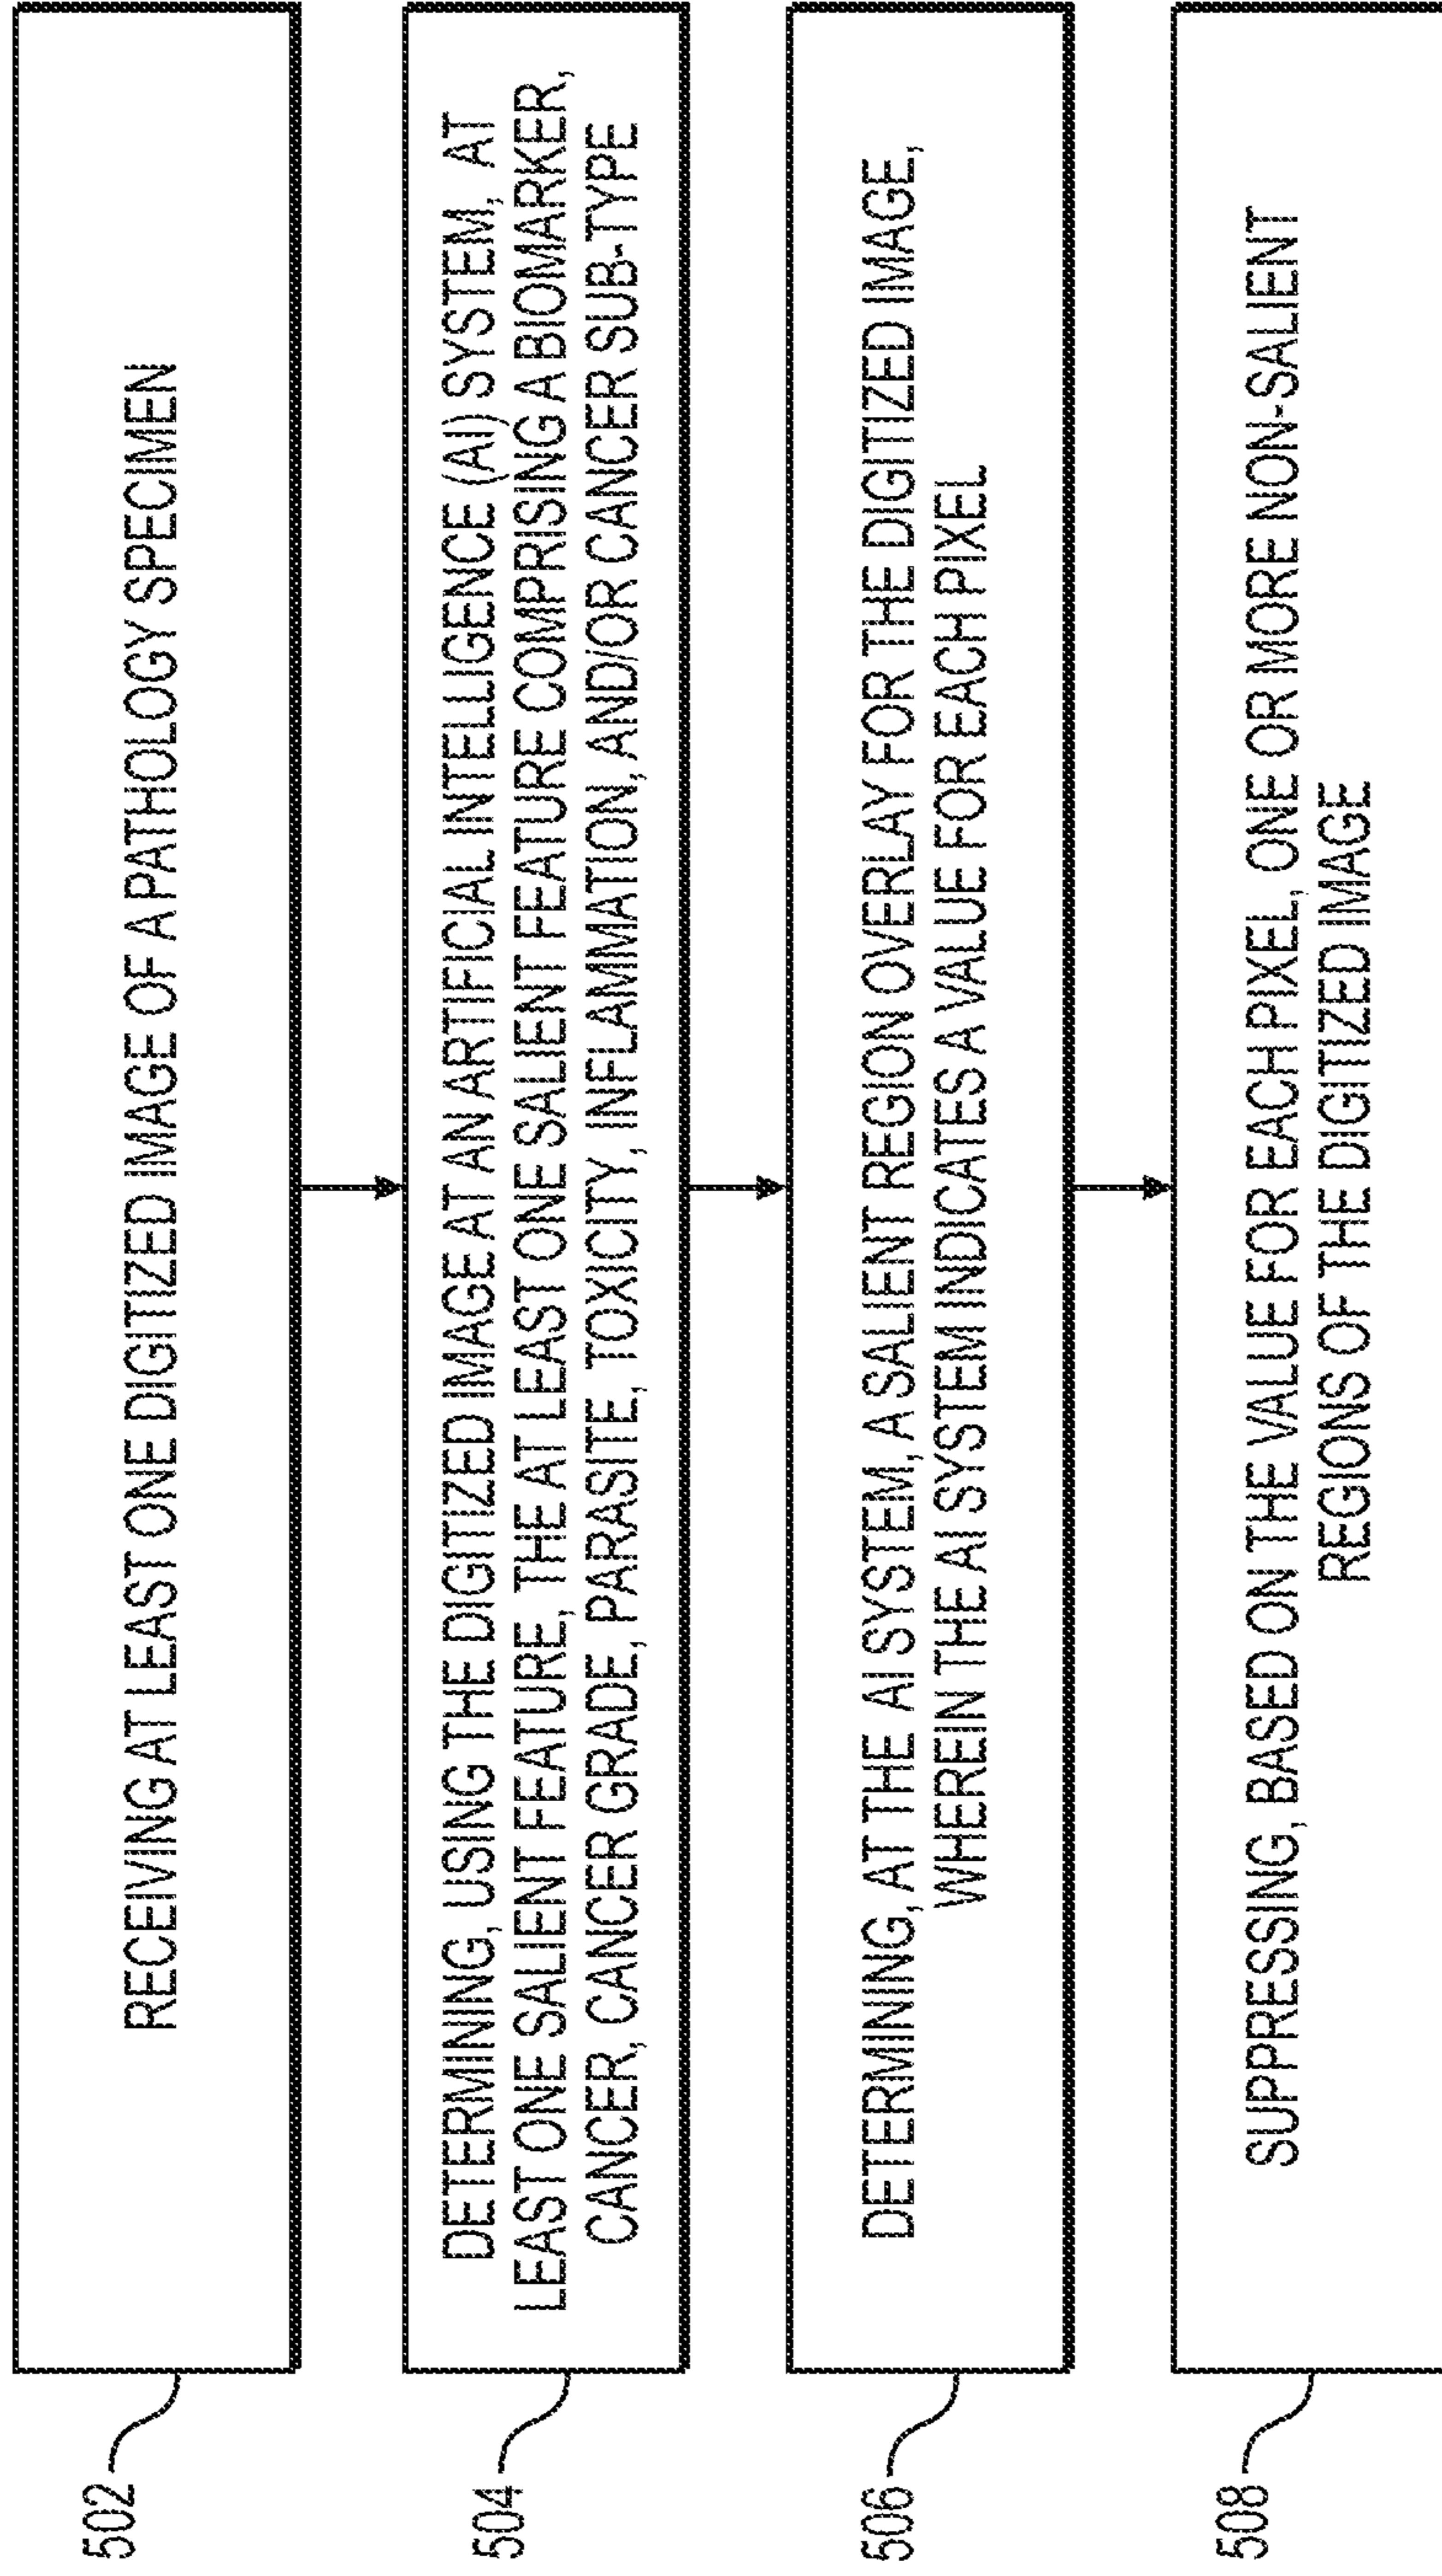 502
RECEIVING AT LEAST ONE DIGITIZED IMAGE OF A PATHOLOGY SPECIMEN
504
DETERMINING, USING THE DIGITIZED IMAGE AT AN ARTIFICIAL INTELLIGENCE (AI) SYSTEM, AT
LEAST ONE SALIENT FEATURE, THE AT LEAST ONE SALIENT FEATURE COMPRISING A BIOMARKER,
CANCER, CANCER GRADE, PARASITE, TOXICITY, INFLAMMATION, AND/OR CANCER SUB-TYPE
506
DETERMINING, AT THE AI SYSTEM, A SALIENT REGION OVERLAY FOR THE DIGITIZED IMAGE,
WHEREIN THE AI SYSTEM INDICATES A VALUE FOR EACH PIXEL
508
SUPPRESSING, BASED ON THE VALUE FOR EACH PIXEL, ONE OR MORE NON-SALIENT
REGIONS OF THE DIGITIZED IMAGE